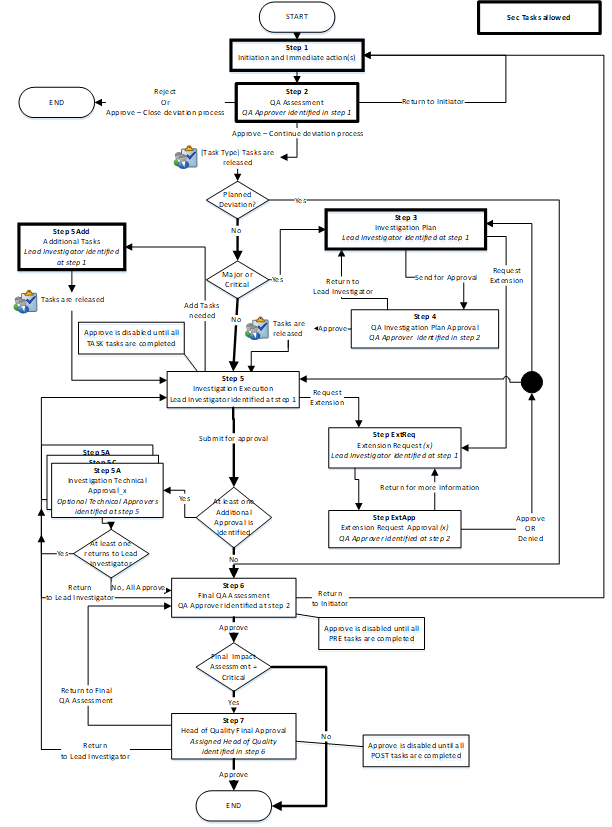 START
Sec Tasks allowed
Step 1
Initiation and immediate action(s)
Step 2
QA Assessment
QA Approver identified in step 1
END
Reject
Or
Approve – Close deviation process
Return to Initiator
Approve – Continue deviation process
[Task Type] Tasks are
released
Planned
Deviation?
Yes
No
Step 5Add
Additional Tasks
Lead Investigator identified
at step 1
Step 3
Investigation Plan
Lead Investigator identified at step 1
Major or
Critical
Yes
Return to
Lead Investigator
Send for Approval
Request
Extension
Tasks are released
Add Tasks
needed
No
Tasks are
released
Approve
Step 4
QA Investigation Plan Approval
QA Approver identified in step 2
Approve is disabled until all
TASK tasks are completed
Step 5
Investigation Execution
Lead Investigator identified at step 1
Request
Extension
Submit for approval
Step ExtReq
Extension Request (x)
Lead Investigator identified at step 1
Step 5A
Step 5C
Step 5A
Investigation Technical
Approval_x
Optional Technical Approvers
identified at step 5
Yes
At least one
Additional
Approval is
Identified
Return for more information
Step ExtApp
Extension Request Approval (x)
QA Approver identified at step 2
Approve
OR
Denied
At least one
returns to Lead
Investigator
Yes
No
Return
to Lead Investigator
No, All Approve
Step 6
Final QA Assessment
QA Approver identified at step 2
Return
to Initiator
Approve
Approve is disabled until all
PRE tasks are completed
Final Impact
Assessment =
Critical
Return to Final
QA Assessment
Yes
No
Step 7
Head of Quality Final Approval
Assigned Head of Quality
identified in step 6
Return
to Lead Investigator
Approve is disabled until all
POST tasks are completed
Approve
END